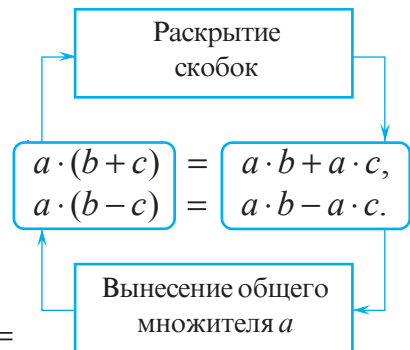 Раскрытие
скобок
a · (b + c) = a · b + a · c,
a · (b − c) = a · b − a · c.
Вынесение общего
множителя a
=